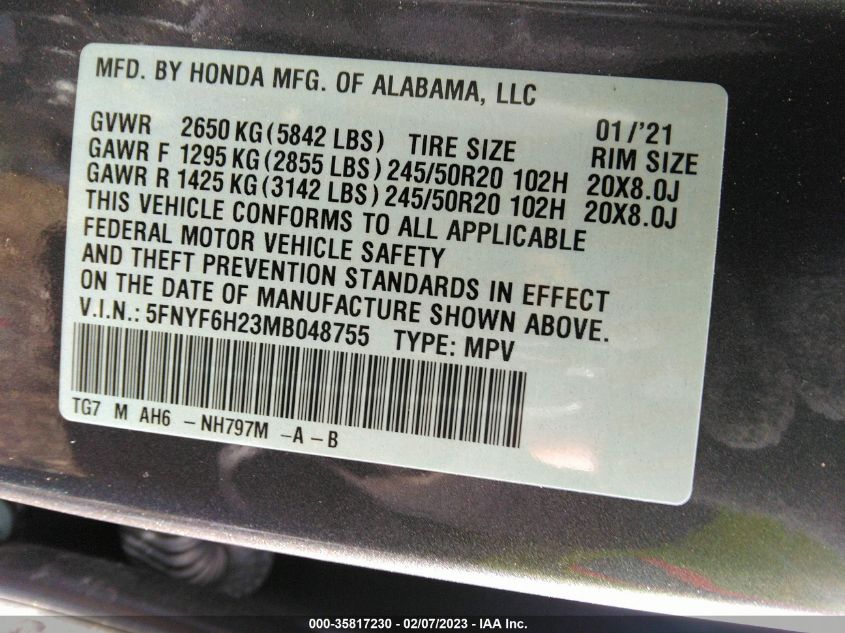 MFD. BY HONDA MFG. OF ALABAMA, LLC
GVWR 2650 KG (5842 LBS) TIRE SIZE 01/'21 RIM SIZE
GAWR F 1295 KG (2855 LBS) 245/50R20 102H 20X8.0J
GAWR R 1425 KG (3142 LBS) 245/50R20 102H 20X8.0J
THIS VEHICLE CONFORMS TO ALL APPLICABLE
FEDERAL MOTOR VEHICLE SAFETY
AND THEFT PREVENTION STANDARDS IN EFFECT
ON THE DATE OF MANUFACTURE SHOWN ABOVE.
V.I.N.: 5FNYF6H23MB048755 TYPE: MPV
TG7 M AH6 -NH797M -A -B
000-35817230 - 02/07/2023 - IAA Inc.